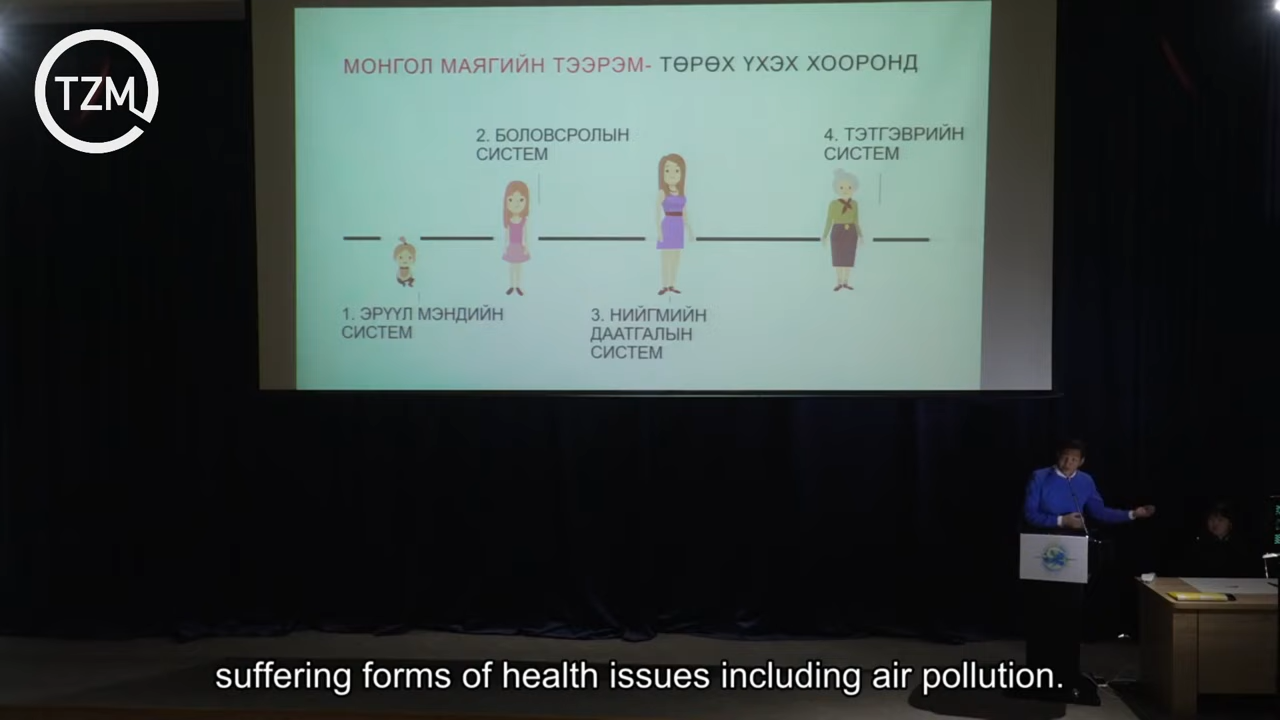 TZM
МОНГОЛ МАЯГИЙН ТЭЭРЭМ- ТӨРӨХ ҮХЭХ ХООРОНД
2. БОЛОВСРОЛЫН
СИСТЕМ
4. ТЭТГЭВРИЙН
СИСТЕМ
1. ЭРҮҮЛ МЭНДИЙН
СИСТЕМ
3. НИЙГМИЙН
ДААТГАЛЫН
СИСТЕМ
suffering forms of health issues including air pollution.